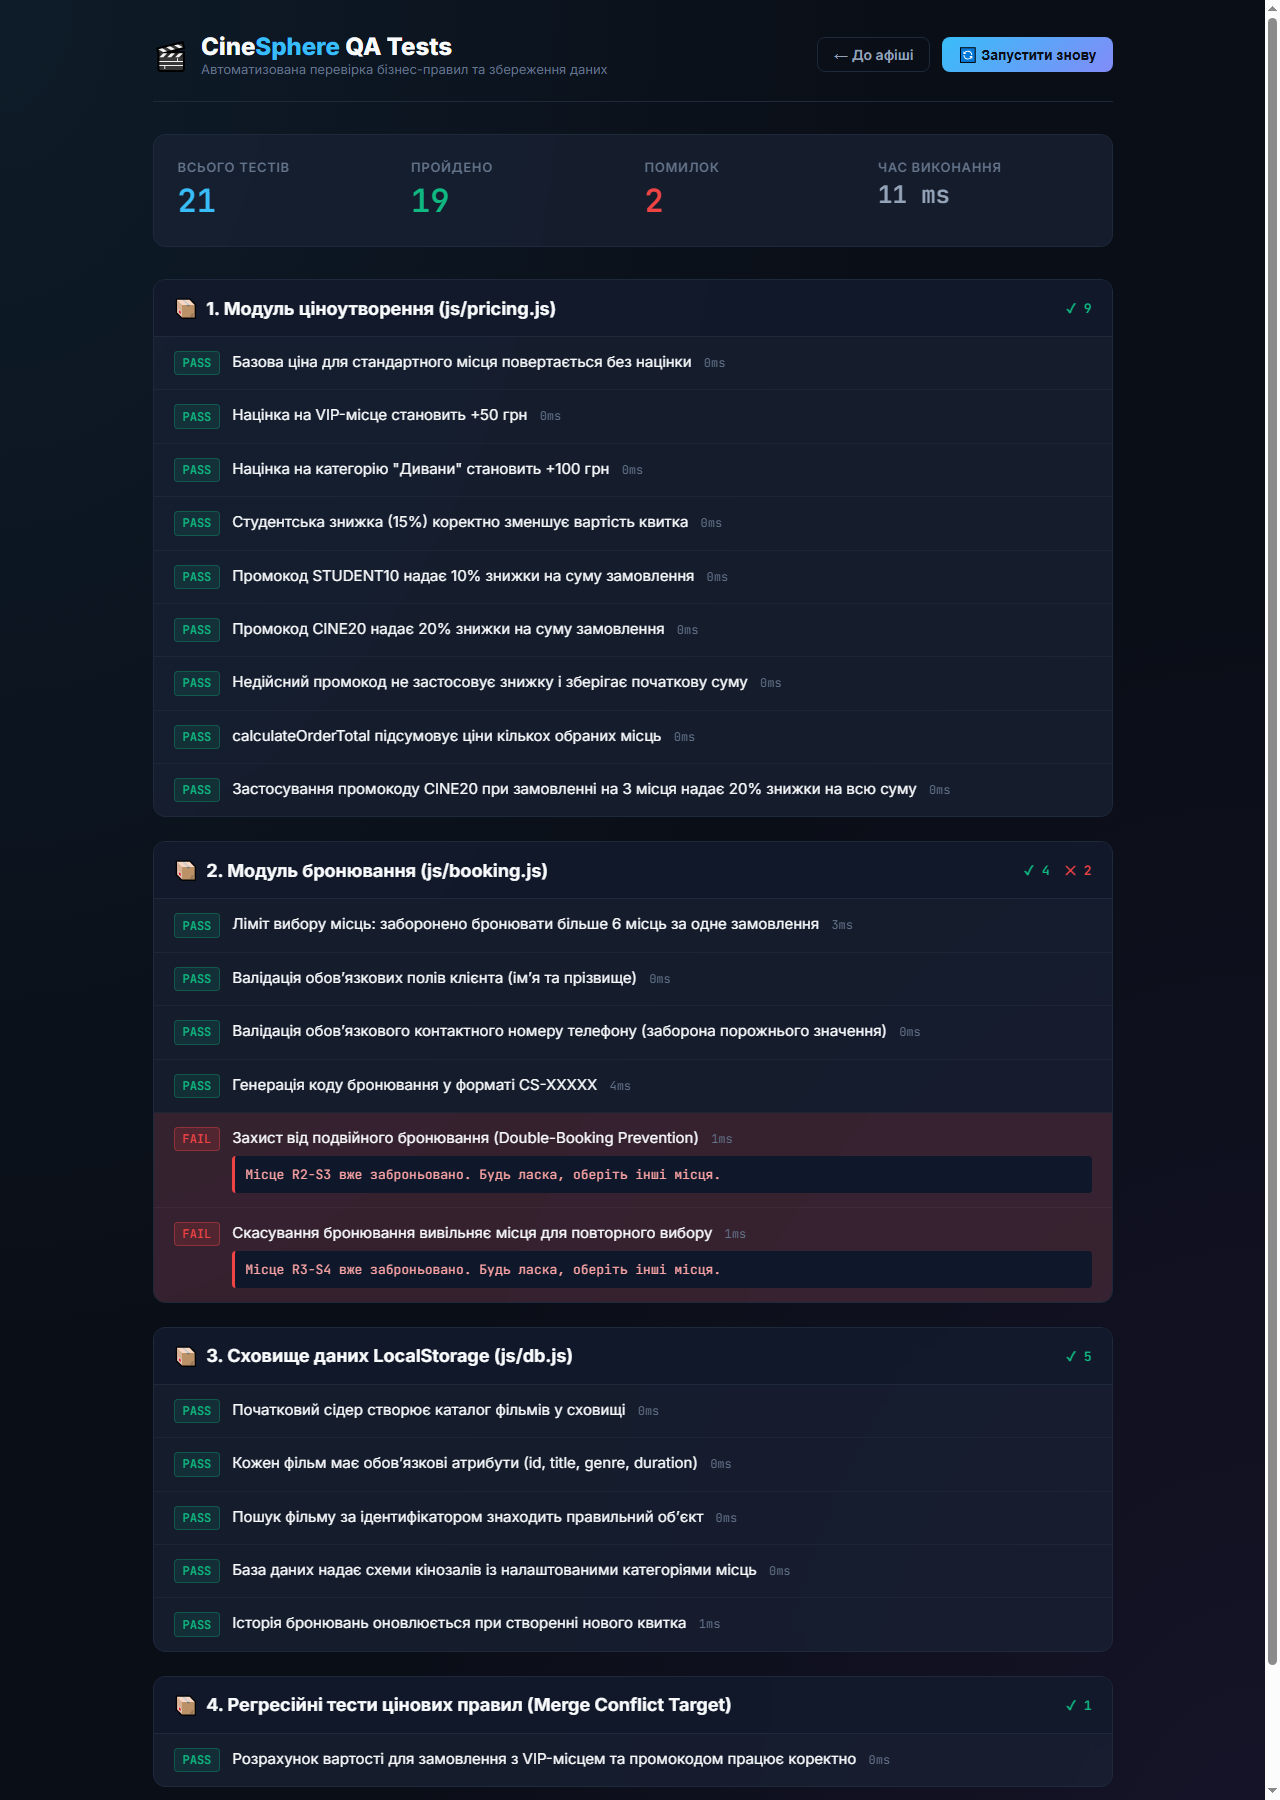 CineSphere QA Tests
Автоматизована перевірка бізнес-правил та збереження даних
← До афіші
Запустити знову
ВСЬОГО ТЕСТІВ
21
ПРОЙДЕНО
19
ПОМИЛОК
2
ЧАС ВИКОНАННЯ
11 ms
1. Модуль ціноутворення (js/pricing.js)
✓ 9
PASS Базова ціна для стандартного місця повертається без націнки 0ms
PASS Націнка на VIP-місце становить +50 грн 0ms
PASS Націнка на категорію "Дивани" становить +100 грн 0ms
PASS Студентська знижка (15%) коректно зменшує вартість квитка 0ms
PASS Промокод STUDENT10 надає 10% знижки на суму замовлення 0ms
PASS Промокод CINE20 надає 20% знижки на суму замовлення 0ms
PASS Недійсний промокод не застосовує знижку і зберігає початкову суму 0ms
PASS calculateOrderTotal підсумовує ціни кількох обраних місць 0ms
PASS Застосування промокоду CINE20 при замовленні на 3 місця надає 20% знижки на всю суму 0ms
2. Модуль бронювання (js/booking.js)
✓ 4 ✕ 2
PASS Ліміт вибору місць: заборонено бронювати більше 6 місць за одне замовлення 3ms
PASS Валідація обов’язкових полів клієнта (ім’я та прізвище) 0ms
PASS Валідація обов’язкового контактного номеру телефону (заборона порожнього значення) 0ms
PASS Генерація коду бронювання у форматі CS-XXXXX 4ms
FAIL Захист від подвійного бронювання (Double-Booking Prevention) 1ms
Місце R2-S3 вже заброньовано. Будь ласка, оберіть інші місця.
FAIL Скасування бронювання вивільняє місця для повторного вибору 1ms
Місце R3-S4 вже заброньовано. Будь ласка, оберіть інші місця.
3. Сховище даних LocalStorage (js/db.js)
✓ 5
PASS Початковий сідер створює каталог фільмів у сховищі 0ms
PASS Кожен фільм має обов’язкові атрибути (id, title, genre, duration) 0ms
PASS Пошук фільму за ідентифікатором знаходить правильний об’єкт 0ms
PASS База даних надає схеми кінозалів із налаштованими категоріями місць 0ms
PASS Історія бронювань оновлюється при створенні нового квитка 1ms
4. Регресійні тести цінових правил (Merge Conflict Target)
✓ 1
PASS Розрахунок вартості для замовлення з VIP-місцем та промокодом працює коректно 0ms